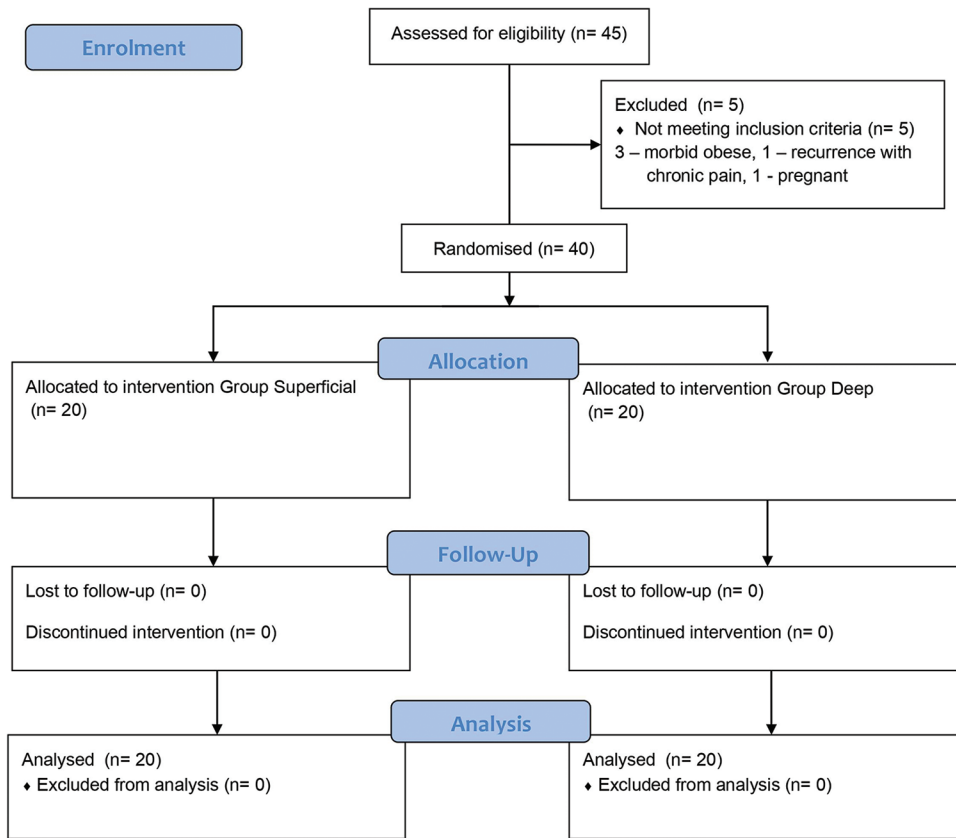 Enrolment
Assessed for eligibility (n= 45)
Excluded (n= 5)
♦ Not meeting inclusion criteria (n= 5)
3 – morbid obese, 1 – recurrence with
chronic pain, 1 - pregnant
Randomised (n= 40)
Allocation
Allocated to intervention Group Superficial
(n= 20)
Allocated to intervention Group Deep
(n= 20)
Follow-Up
Lost to follow-up (n= 0)
Discontinued intervention (n= 0)
Lost to follow-up (n= 0)
Discontinued intervention (n= 0)
Analysis
Analysed (n= 20)
♦ Excluded from analysis (n= 0)
Analysed (n= 20)
♦ Excluded from analysis (n= 0)